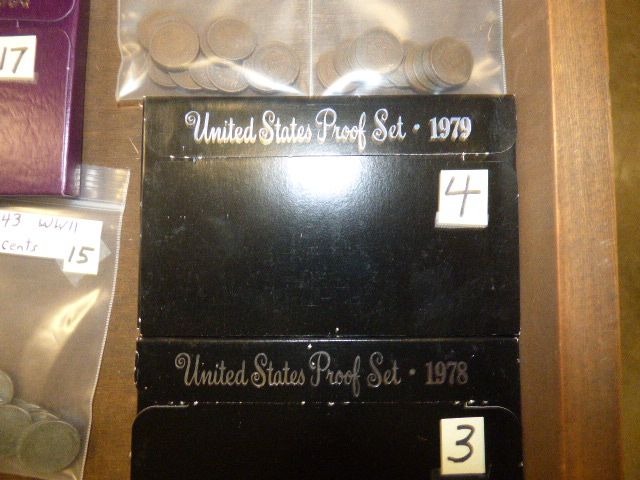 17
United States Proof Set · 1979
4
43 WWII
cents 15
United States Proof Set · 1978
3